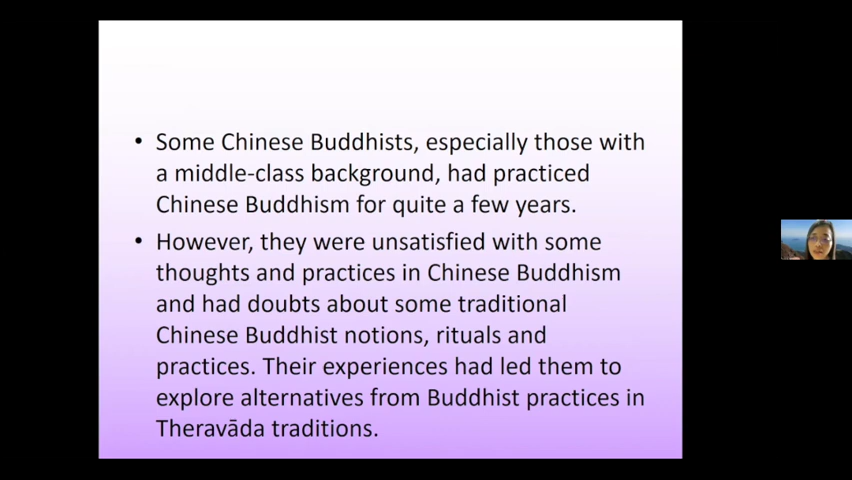 • Some Chinese Buddhists, especially those with
a middle-class background, had practiced
Chinese Buddhism for quite a few years.
• However, they were unsatisfied with some
thoughts and practices in Chinese Buddhism
and had doubts about some traditional
Chinese Buddhist notions, rituals and
practices. Their experiences had led them to
explore alternatives from Buddhist practices in
Theravāda traditions.